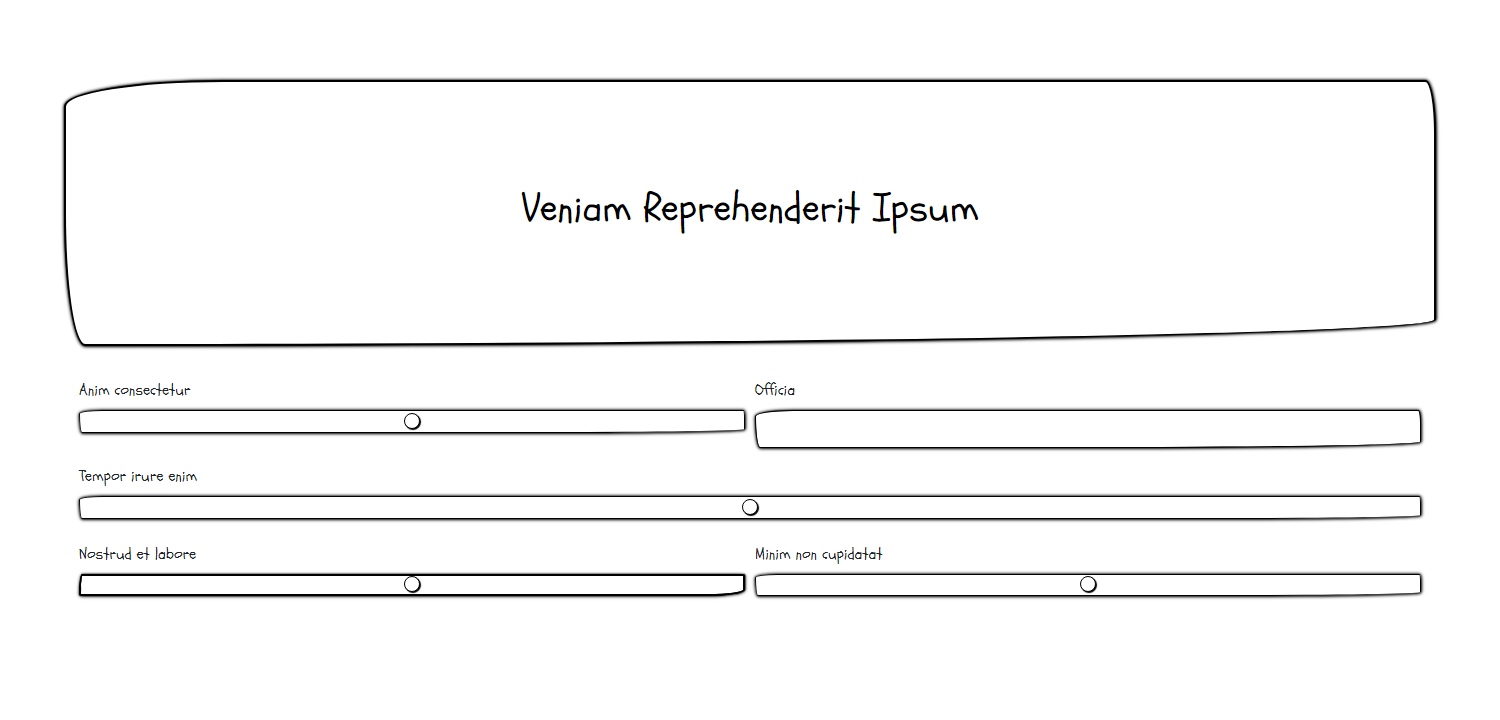 Veniam Reprehenderit Ipsum
Anim consectetur
Officia
Tempor irure enim
Nostrud et labore
Minim non cupidatat